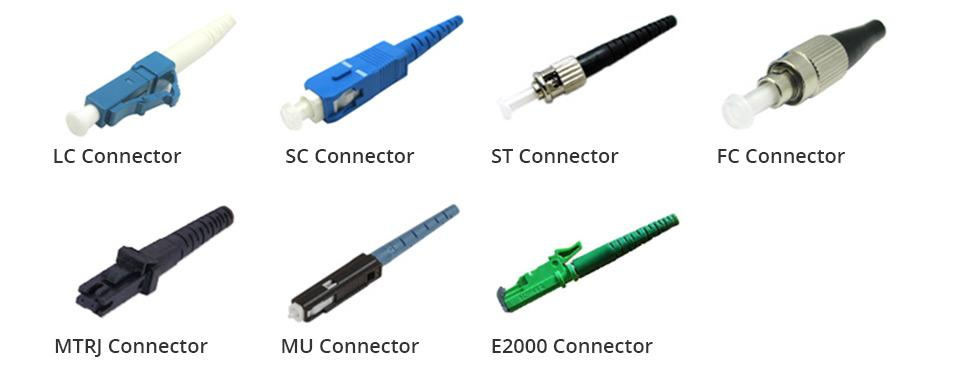 LC Connector
SC Connector
ST Connector
FC Connector
MTRJ Connector
MU Connector
E2000 Connector